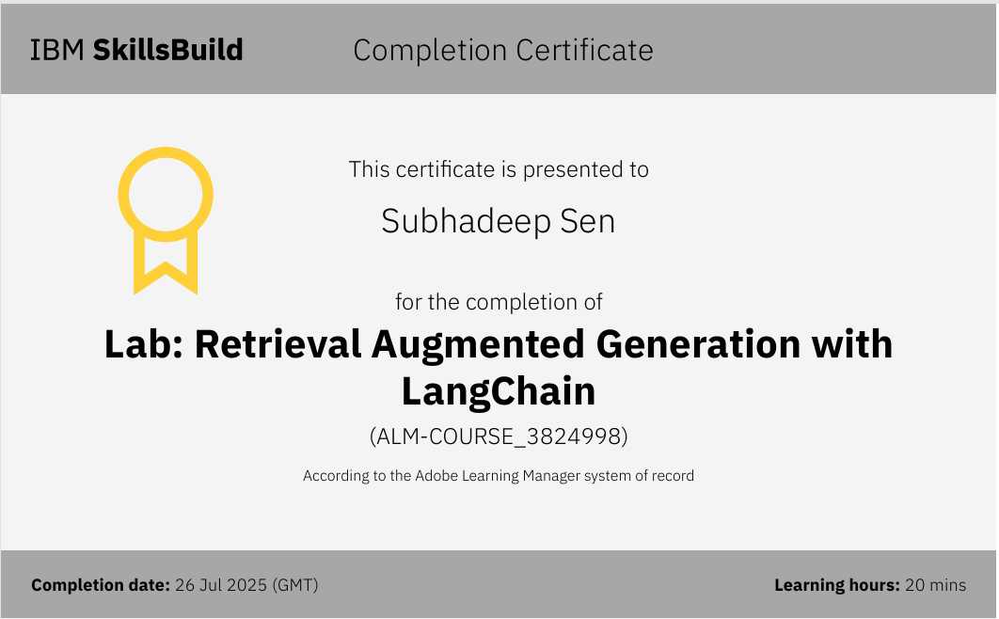 IBM SkillsBuild
Completion Certificate
This certificate is presented to
Subhadeep Sen
for the completion of
Lab: Retrieval Augmented Generation with
LangChain
(ALM-COURSE_3824998)
According to the Adobe Learning Manager system of record
Completion date: 26 Jul 2025 (GMT)
Learning hours: 20 mins